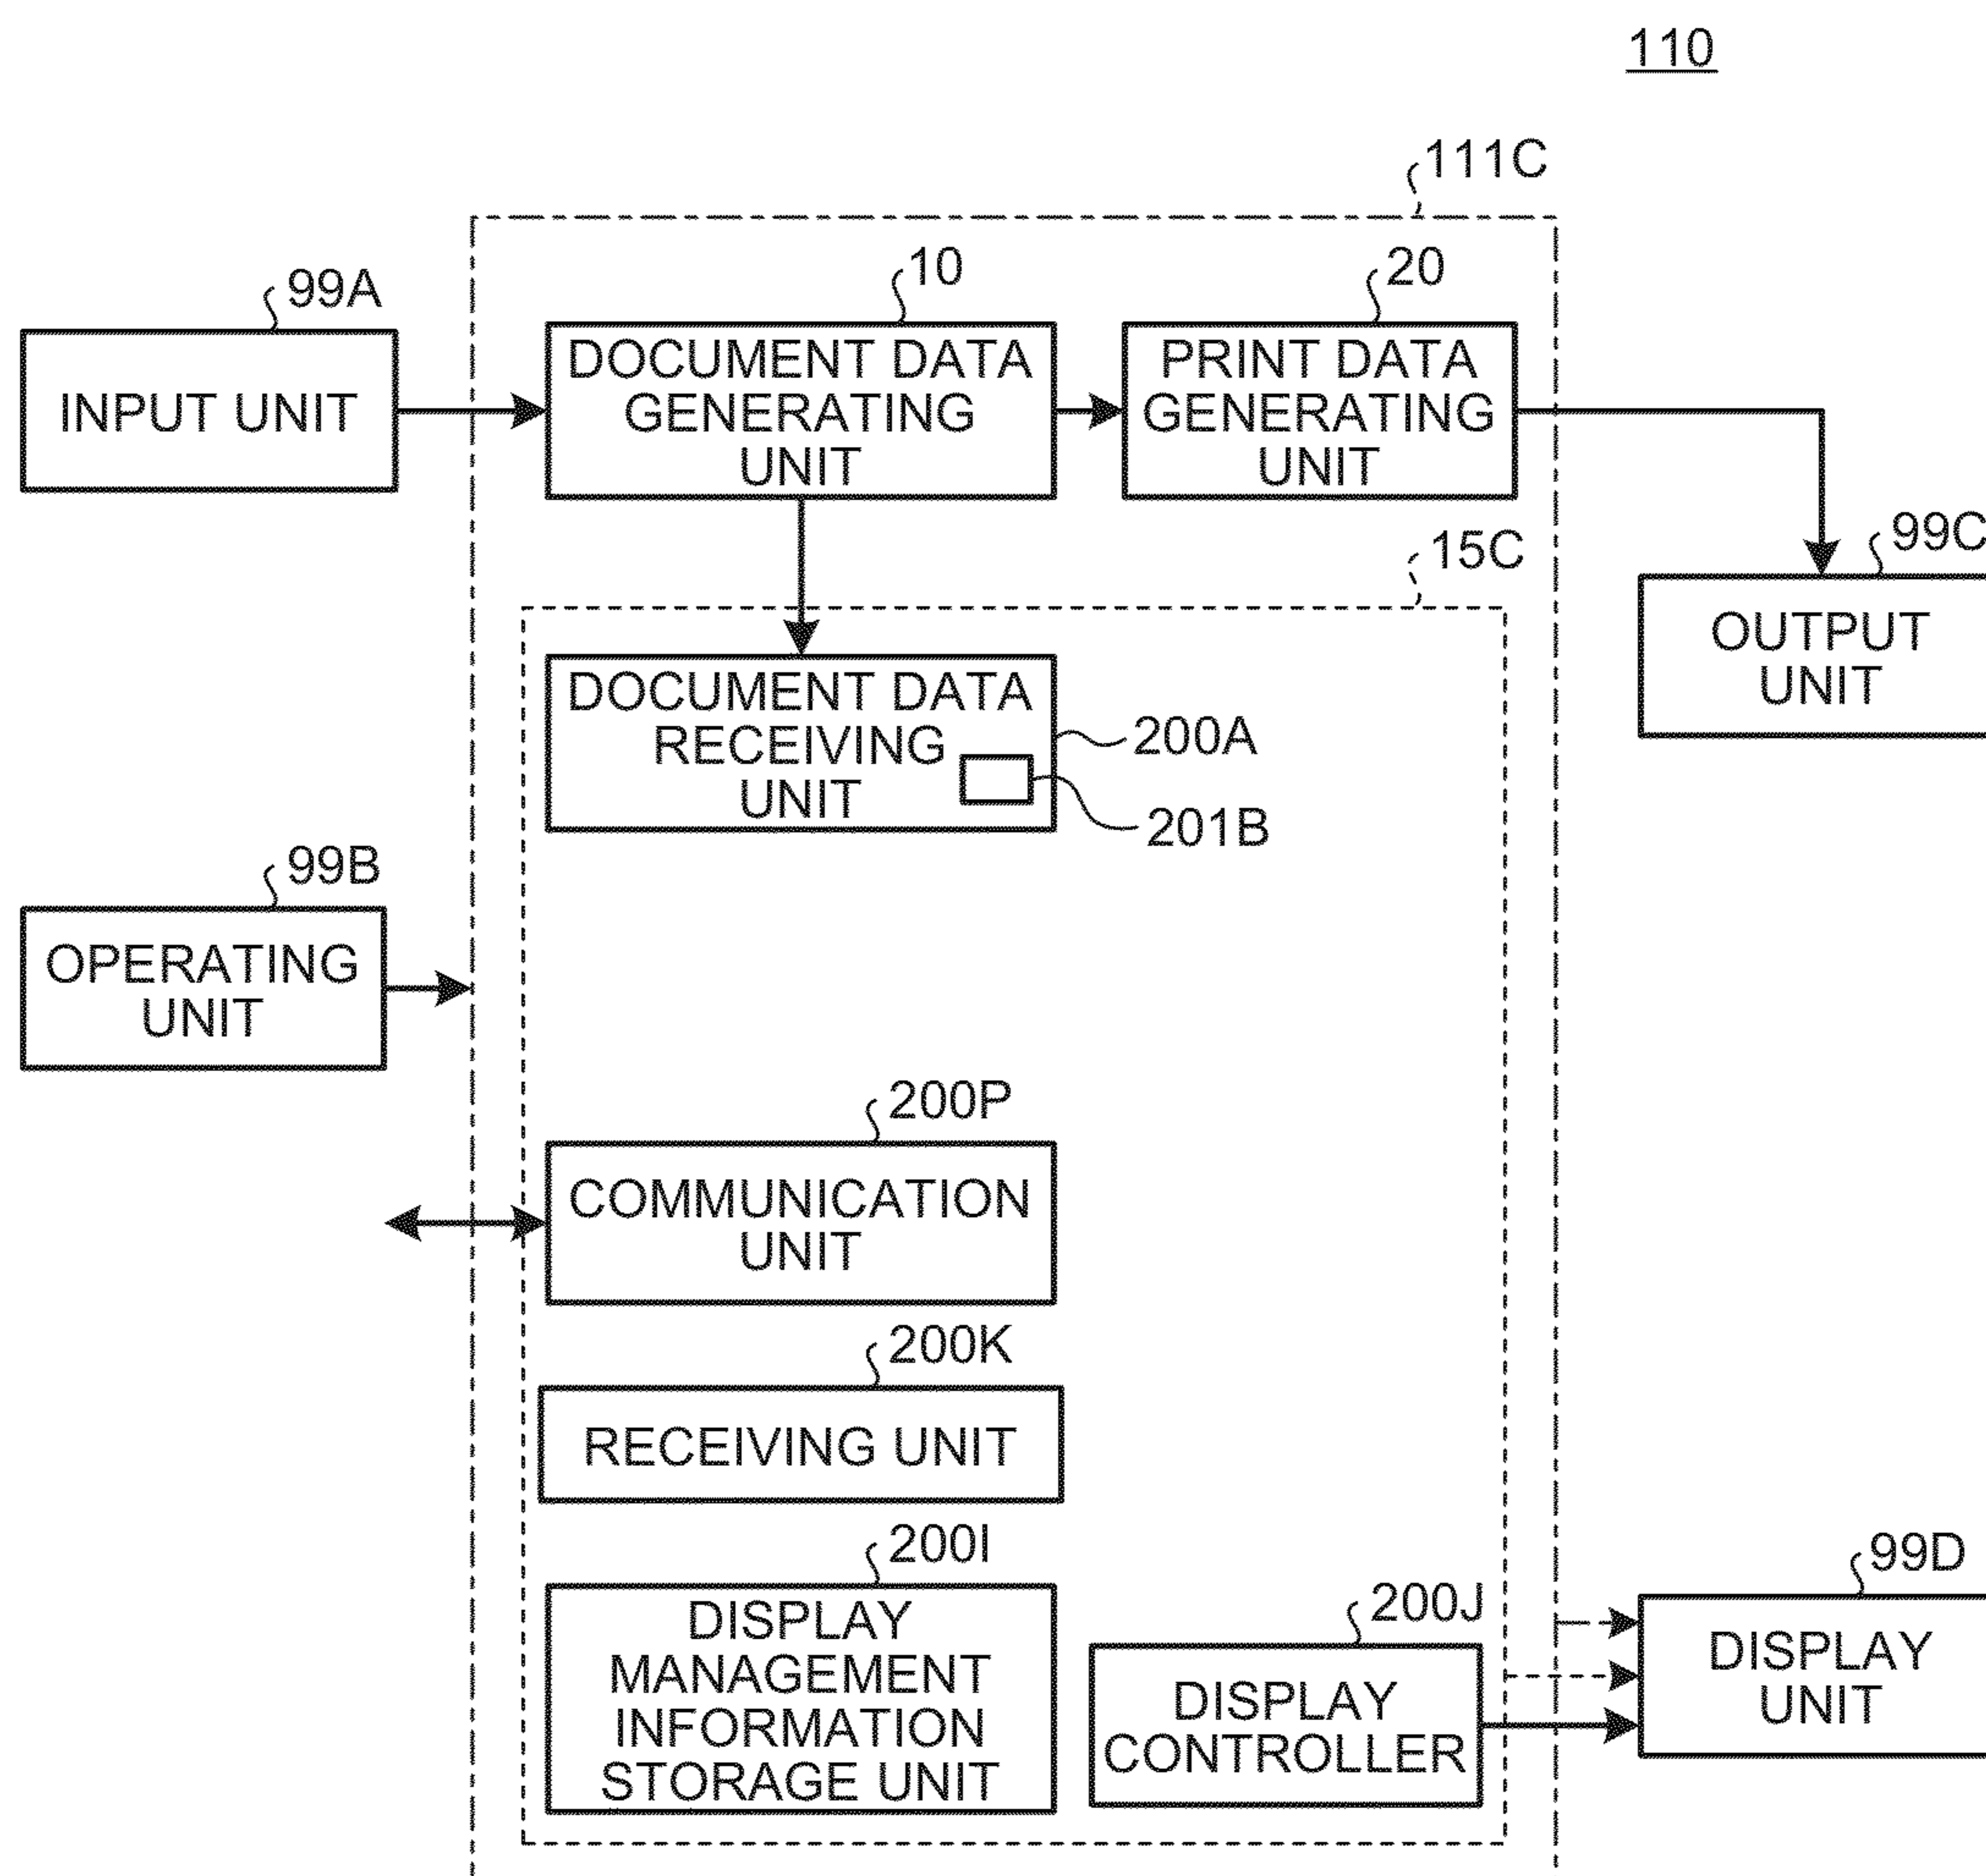 110
111C
99A
INPUT UNIT
10
DOCUMENT DATA
GENERATING
UNIT
20
PRINT DATA
GENERATING
UNIT
99C
OUTPUT
UNIT
15C
DOCUMENT DATA
RECEIVING
UNIT
200A
201B
99B
OPERATING
UNIT
200P
COMMUNICATION
UNIT
200K
RECEIVING UNIT
200I
DISPLAY
MANAGEMENT
INFORMATION
STORAGE UNIT
200J
DISPLAY
CONTROLLER
99D
DISPLAY
UNIT